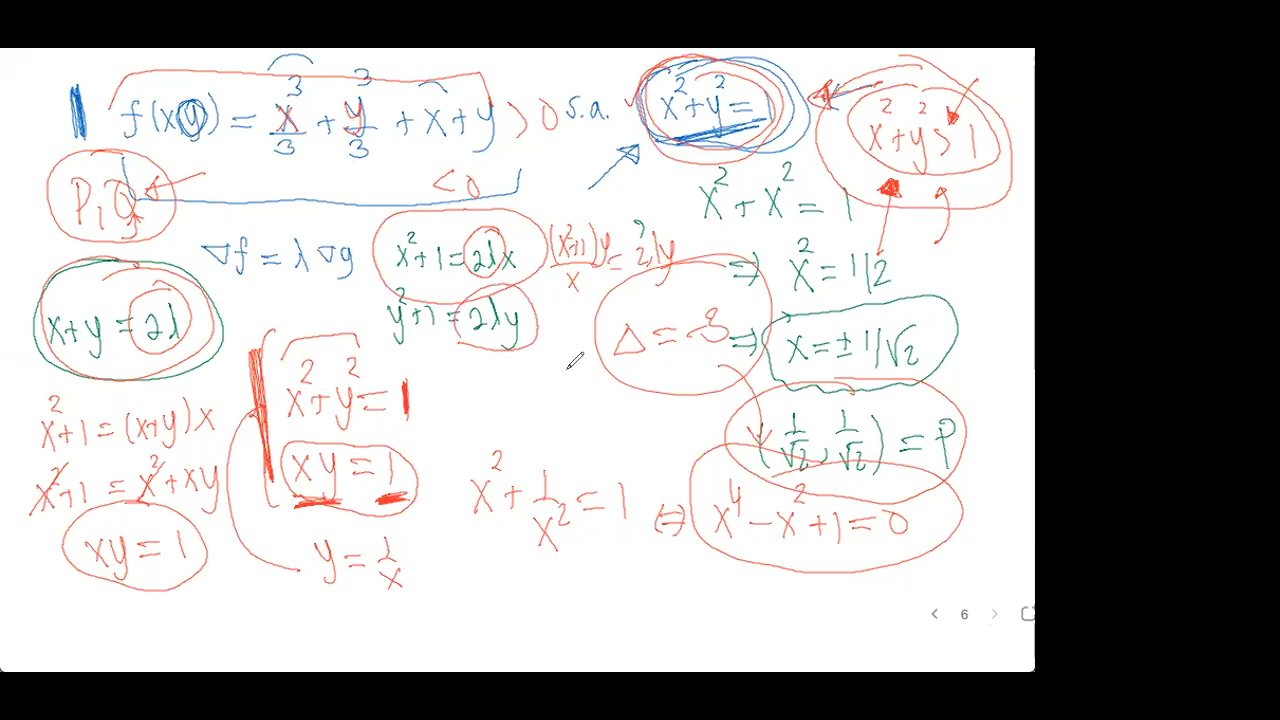 f(x,y) = x³/3 + y³/3 + x + y > 0 s.a. x² + y² = 1
x² + y² > 1
P, Q
< 0
x² + x² = 1
∇f = λ∇g
x² + 1 = 2λx
(x²+1)y/x = 2λy
?
⇒ x² = 1/2
x + y = 2λ
y² + 1 = 2λy
Δ = -3
⇒ x = ± 1/√2
x² + y² = 1
x² + 1 = (x+y)x
(1/√2, 1/√2) = P
xy = 1
x² + 1 = x² + xy
x² + 1/x² = 1 ⇔ x⁴ - x² + 1 = 0
xy = 1
y = 1/x
6